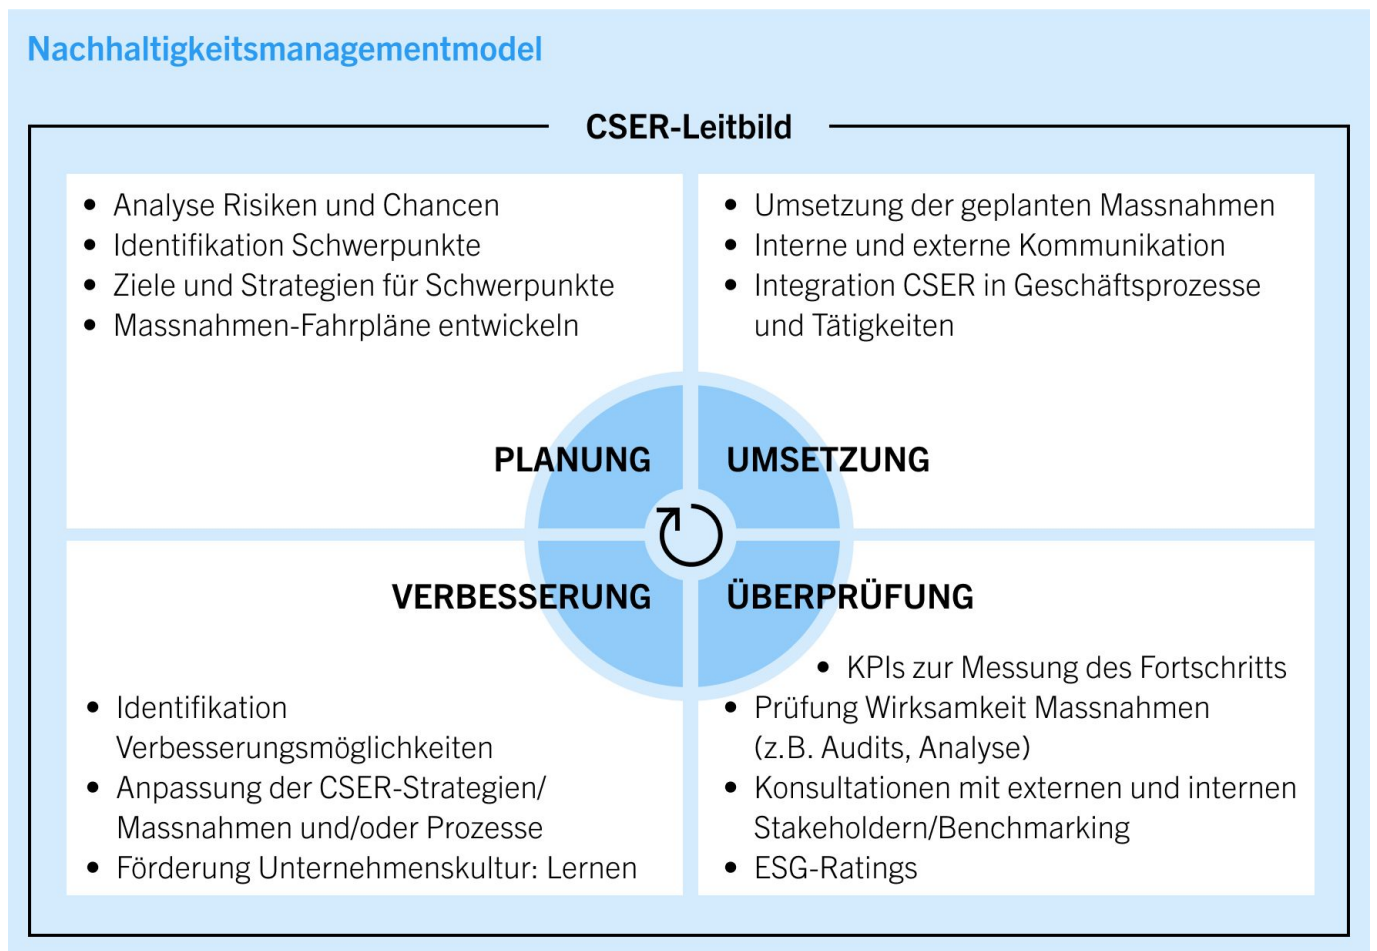 Nachhaltigkeitsmanagementmodel
CSER-Leitbild
• Analyse Risiken und Chancen
• Identifikation Schwerpunkte
• Ziele und Strategien für Schwerpunkte
• Massnahmen-Fahrpläne entwickeln
PLANUNG
• Umsetzung der geplanten Massnahmen
• Interne und externe Kommunikation
• Integration CSER in Geschäftsprozesse
und Tätigkeiten
UMSETZUNG
VERBESSERUNG
• Identifikation
Verbesserungsmöglichkeiten
• Anpassung der CSER-Strategien/
Massnahmen und/oder Prozesse
• Förderung Unternehmenskultur: Lernen
ÜBERPRÜFUNG
• KPIs zur Messung des Fortschritts
• Prüfung Wirksamkeit Massnahmen
(z.B. Audits, Analyse)
• Konsultationen mit externen und internen
Stakeholdern/Benchmarking
• ESG-Ratings